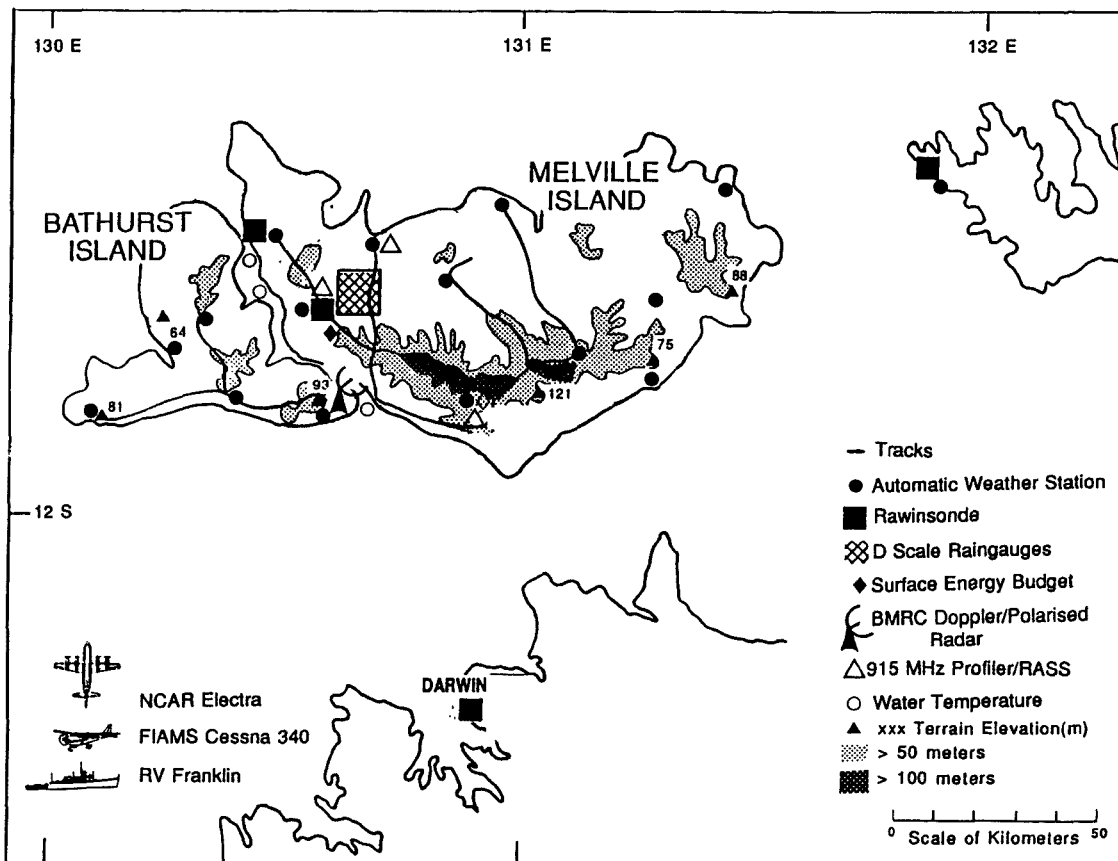 130 E
131 E
132 E
MELVILLE
ISLAND
BATHURST
ISLAND
88
64
75
93
121
81
Tracks
Automatic Weather Station
12 S
Rawinsonde
D Scale Raingauges
Surface Energy Budget
BMRC Doppler/Polarised
Radar
915 MHz Profiler/RASS
DARWIN
NCAR Electra
Water Temperature
xxx Terrain Elevation(m)
FIAMS Cessna 340
> 50 meters
RV Franklin
> 100 meters
0 50
Scale of Kilometers